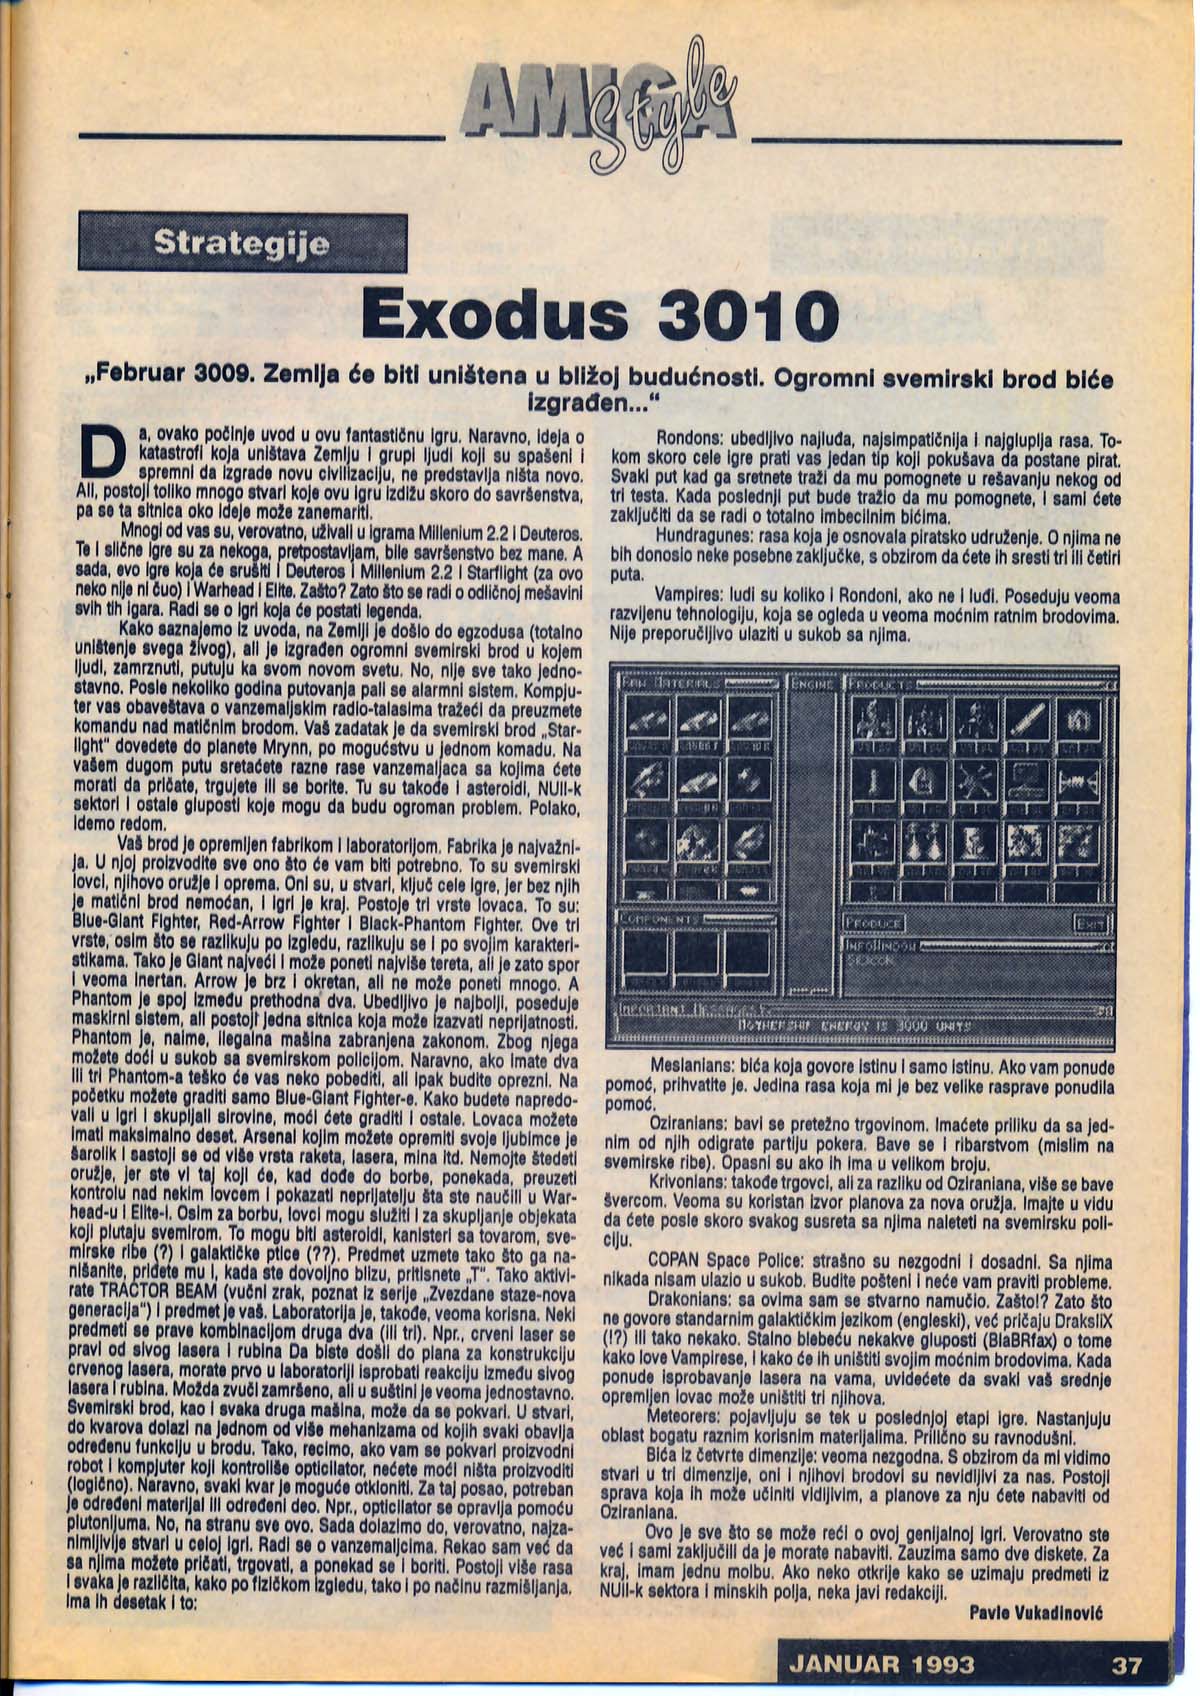 AMIGA
Style
Strategije
Exodus 3010
„Februar 3009. Zemlja će biti uništena u bližoj budućnosti. Ogromni svemirski brod biće
izgrađen...“
Da, ovako počinje uvod u ovu fantastičnu igru. Naravno, ideja o
katastrofi koja uništava Zemlju i grupi ljudi koji su spašeni i
spremni da izgrade novu civilizaciju, ne predstavlja ništa novo.
Ali, postoji toliko mnogo stvari koje ovu igru izdižu skoro do savršenstva,
pa se ta sitnica oko ideje može zanemariti.
Mnogi od vas su, verovatno, uživali u igrama Millenium 2.2 i Deuteros.
Te i slične igre su za nekoga, pretpostavljam, bile savršenstvo bez mane. A
sada, evo igre koja će srušiti i Deuteros i Millenium 2.2 i Starflight (za ovo
neko nije ni čuo) i Warhead i Elite. Zašto? Zato što se radi o odličnoj mešavini
svih tih igara. Radi se o igri koja će postati legenda.
Kako saznajemo iz uvoda, na Zemlji je došlo do egzodusa (totalno
uništenje svega živog), ali je izgrađen ogromni svemirski brod u kojem
ljudi, zamrznuti, putuju ka svom novom svetu. No, nije sve tako jedno-
stavno. Posle nekoliko godina putovanja pali se alarmni sistem. Kompju-
ter vas obaveštava o vanzemaljskim radio-talasima tražeći da preuzmete
komandu nad matičnim brodom. Vaš zadatak je da svemirski brod „Star-
light“ dovedete do planete Mrynn, po mogućstvu u jednom komadu. Na
vašem dugom putu sretaćete razne rase vanzemaljaca sa kojima ćete
morati da pričate, trgujete ili se borite. Tu su takođe i asteroidi, NUll-k
sektori i ostale gluposti koje mogu da budu ogroman problem. Polako,
idemo redom.
Vaš brod je opremljen fabrikom i laboratorijom. Fabrika je najvažni-
ja. U njoj proizvodite sve ono što će vam biti potrebno. To su svemirski
lovci, njihovo oružje i oprema. Oni su, u stvari, ključ cele igre, jer bez njih
je matični brod nemoćan, i igri je kraj. Postoje tri vrste lovaca. To su:
Blue-Giant Fighter, Red-Arrow Fighter i Black-Phantom Fighter. Ove tri
vrste, osim što se razlikuju po izgledu, razlikuju se i po svojim karakteri-
stikama. Tako je Giant najveći i može poneti najviše tereta, ali je zato spor
i veoma inertan. Arrow je brz i okretan, ali ne može poneti mnogo. A
Phantom je spoj između prethodna dva. Ubedljivo je najbolji, poseduje
maskirni sistem, ali postoji jedna sitnica koja može izazvati neprijatnosti.
Phantom je, naime, ilegalna mašina zabranjena zakonom. Zbog njega
možete doći u sukob sa svemirskom policijom. Naravno, ako imate dva
ili tri Phantom-a teško će vas neko pobediti, ali ipak budite oprezni. Na
početku možete graditi samo Blue-Giant Fighter-e. Kako budete napredo-
vali u igri i skupljali sirovine, moći ćete graditi i ostale. Lovaca možete
imati maksimalno deset. Arsenal kojim možete opremiti svoje ljubimce je
šarolik i sastoji se od više vrsta raketa, lasera, mina itd. Nemojte štedeti
oružje, jer ste vi taj koji će, kad dođe do borbe, ponekada, preuzeti
kontrolu nad nekim lovcem i pokazati neprijatelju šta ste naučili u War-
head-u i Elite-i. Osim za borbu, lovci mogu služiti i za skupljanje objekata
koji plutaju svemirom. To mogu biti asteroidi, kanisteri sa tovarom, sve-
mirske ribe (?) i galaktičke ptice (??). Predmet uzmete tako što ga na-
nišanite, priđete mu i, kada ste dovoljno blizu, pritisnete „T“. Tako aktivi-
rate TRACTOR BEAM (vučni zrak, poznat iz serije „Zvezdane staze-nova
generacija“) i predmet je vaš. Laboratorija je, takođe, veoma korisna. Neki
predmeti se prave kombinacijom druga dva (ili tri). Npr., crveni laser se
pravi od sivog lasera i rubina Da biste došli do plana za konstrukciju
crvenog lasera, morate prvo u laboratoriji isprobati reakciju između sivog
lasera i rubina. Možda zvuči zamršeno, ali u suštini je veoma jednostavno.
Svemirski brod, kao i svaka druga mašina, može da se pokvari. U stvari,
do kvarova dolazi na jednom od više mehanizama od kojih svaki obavlja
određenu funkciju u brodu. Tako, recimo, ako vam se pokvari proizvodni
robot i kompjuter koji kontroliše opticilator, nećete moći ništa proizvoditi
(logično). Naravno, svaki kvar je moguće otkloniti. Za taj posao, potreban
je određeni materijal ili određeni deo. Npr., opticilator se opravlja pomoću
plutonijuma. No, na stranu sve ovo. Sada dolazimo do, verovatno, najza-
nimljivije stvari u celoj igri. Radi se o vanzemaljcima. Rekao sam već da
sa njima možete pričati, trgovati, a ponekad se i boriti. Postoji više rasa
i svaka je različita, kako po fizičkom izgledu, tako i po načinu razmišljanja.
Ima ih desetak i to:
Rondons: ubedljivo najluđa, najsimpatičnija i najgluplja rasa. To-
kom skoro cele igre prati vas jedan tip koji pokušava da postane pirat.
Svaki put kad ga sretnete traži da mu pomognete u rešavanju nekog od
tri testa. Kada poslednji put bude tražio da mu pomognete, i sami ćete
zaključiti da se radi o totalno imbecilnim bićima.
Hundragunes: rasa koja je osnovala piratsko udruženje. O njima ne
bih donosio neke posebne zaključke, s obzirom da ćete ih sresti tri ili četiri
puta.
Vampires: ludi su koliko i Rondoni, ako ne i luđi. Poseduju veoma
razvijenu tehnologiju, koja se ogleda u veoma moćnim ratnim brodovima.
Nije preporučljivo ulaziti u sukob sa njima.
RAW MATERIALS
ENGINE
PRODUCTS
COMPONENTS
PRODUCE
EXIT
INFOWINDOW
IMPORTANT MESSAGES
MOTHERSHIP ENERGY IS 3000 UNITS
Mesianians: bića koja govore istinu i samo istinu. Ako vam ponude
pomoć, prihvatite je. Jedina rasa koja mi je bez velike rasprave ponudila
pomoć.
Oziranians: bavi se pretežno trgovinom. Imaćete priliku da sa jed-
nim od njih odigrate partiju pokera. Bave se i ribarstvom (mislim na
svemirske ribe). Opasni su ako ih ima u velikom broju.
Krivonians: takođe trgovci, ali za razliku od Oziraniana, više se bave
švercom. Veoma su koristan izvor planova za nova oružja. Imajte u vidu
da ćete posle skoro svakog susreta sa njima naleteti na svemirsku poli-
ciju.
COPAN Space Police: strašno su nezgodni i dosadni. Sa njima
nikada nisam ulazio u sukob. Budite pošteni i neće vam praviti probleme.
Drakonians: sa ovima sam se stvarno namučio. Zašto!? Zato što
ne govore standarnim galaktičkim jezikom (engleski), već pričaju DraksliX
(!?) ili tako nekako. Stalno blebeću nekakve gluposti (BlaBRfax) o tome
kako love Vampirese, i kako će ih uništiti svojim moćnim brodovima. Kada
ponude isprobavanje lasera na vama, uvidećete da svaki vaš srednje
opremljen lovac može uništiti tri njihova.
Meteorers: pojavljuju se tek u poslednjoj etapi igre. Nastanjuju
oblast bogatu raznim korisnim materijalima. Prilično su ravnodušni.
Bića iz četvrte dimenzije: veoma nezgodna. S obzirom da mi vidimo
stvari u tri dimenzije, oni i njihovi brodovi su nevidljivi za nas. Postoji
sprava koja ih može učiniti vidljivim, a planove za nju ćete nabaviti od
Oziraniana.
Ovo je sve što se može reći o ovoj genijalnoj igri. Verovatno ste
već i sami zaključili da je morate nabaviti. Zauzima samo dve diskete. Za
kraj, imam jednu molbu. Ako neko otkrije kako se uzimaju predmeti iz
NUll-k sektora i minskih polja, neka javi redakciji.
Pavle Vukadinović
JANUAR 1993 37